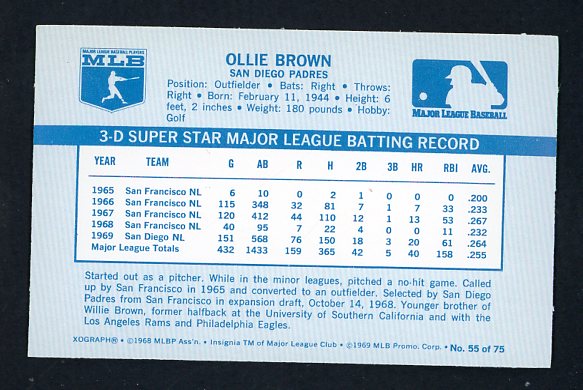 MAJOR LEAGUE BASEBALL PLAYERS
MLB
OLLIE BROWN
SAN DIEGO PADRES
Position: Outfielder • Bats: Right • Throws:
Right • Born: February 11, 1944 • Height: 6
feet, 2 inches • Weight: 180 pounds • Hobby:
Golf
MAJOR LEAGUE BASEBALL
3-D SUPER STAR MAJOR LEAGUE BATTING RECORD
YEAR TEAM G AB R H 2B 3B HR RBI AVG.
1965 San Francisco NL 6 10 0 2 1 0 0 0 .200
1966 San Francisco NL 115 348 32 81 7 1 7 33 .233
1967 San Francisco NL 120 412 44 110 12 1 13 53 .267
1968 San Francisco NL 40 95 7 22 4 0 0 11 .232
1969 San Diego NL 151 568 76 150 18 3 20 61 .264
Major League Totals 432 1433 159 365 42 5 40 158 .255
Started out as a pitcher. While in the minor leagues, pitched a no-hit game. Called
up by San Francisco in 1965 and converted to an outfielder. Selected by San Diego
Padres from San Francisco in expansion draft, October 14, 1968. Younger brother of
Willie Brown, former halfback at the University of Southern California and with the
Los Angeles Rams and Philadelphia Eagles.
XOGRAPH® • ©1968 MLBP Ass'n. • Insignia TM of Major League Club • ©1969 MLB Promo. Corp. • No. 55 of 75